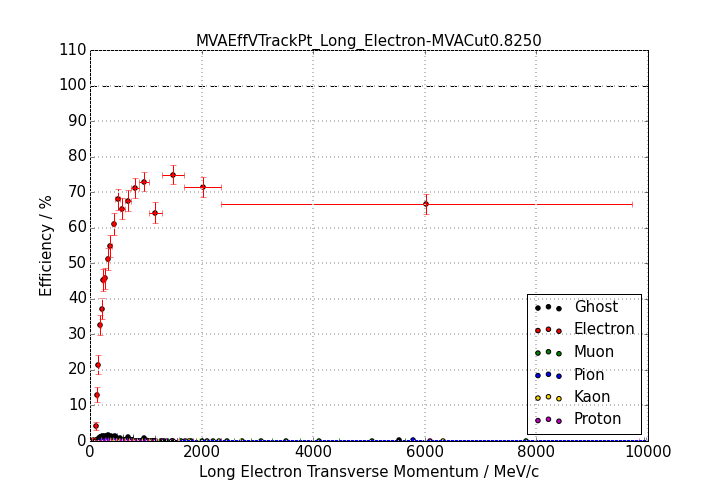 MVAEffVTrackPt_Long_Electron-MVACut0.8250
110
100
90
80
70
60
50
40
30
20
10
0
Efficiency / %
Ghost
Electron
Muon
Pion
Kaon
Proton
0 2000 4000 6000 8000 10000
Long Electron Transverse Momentum / MeV/c